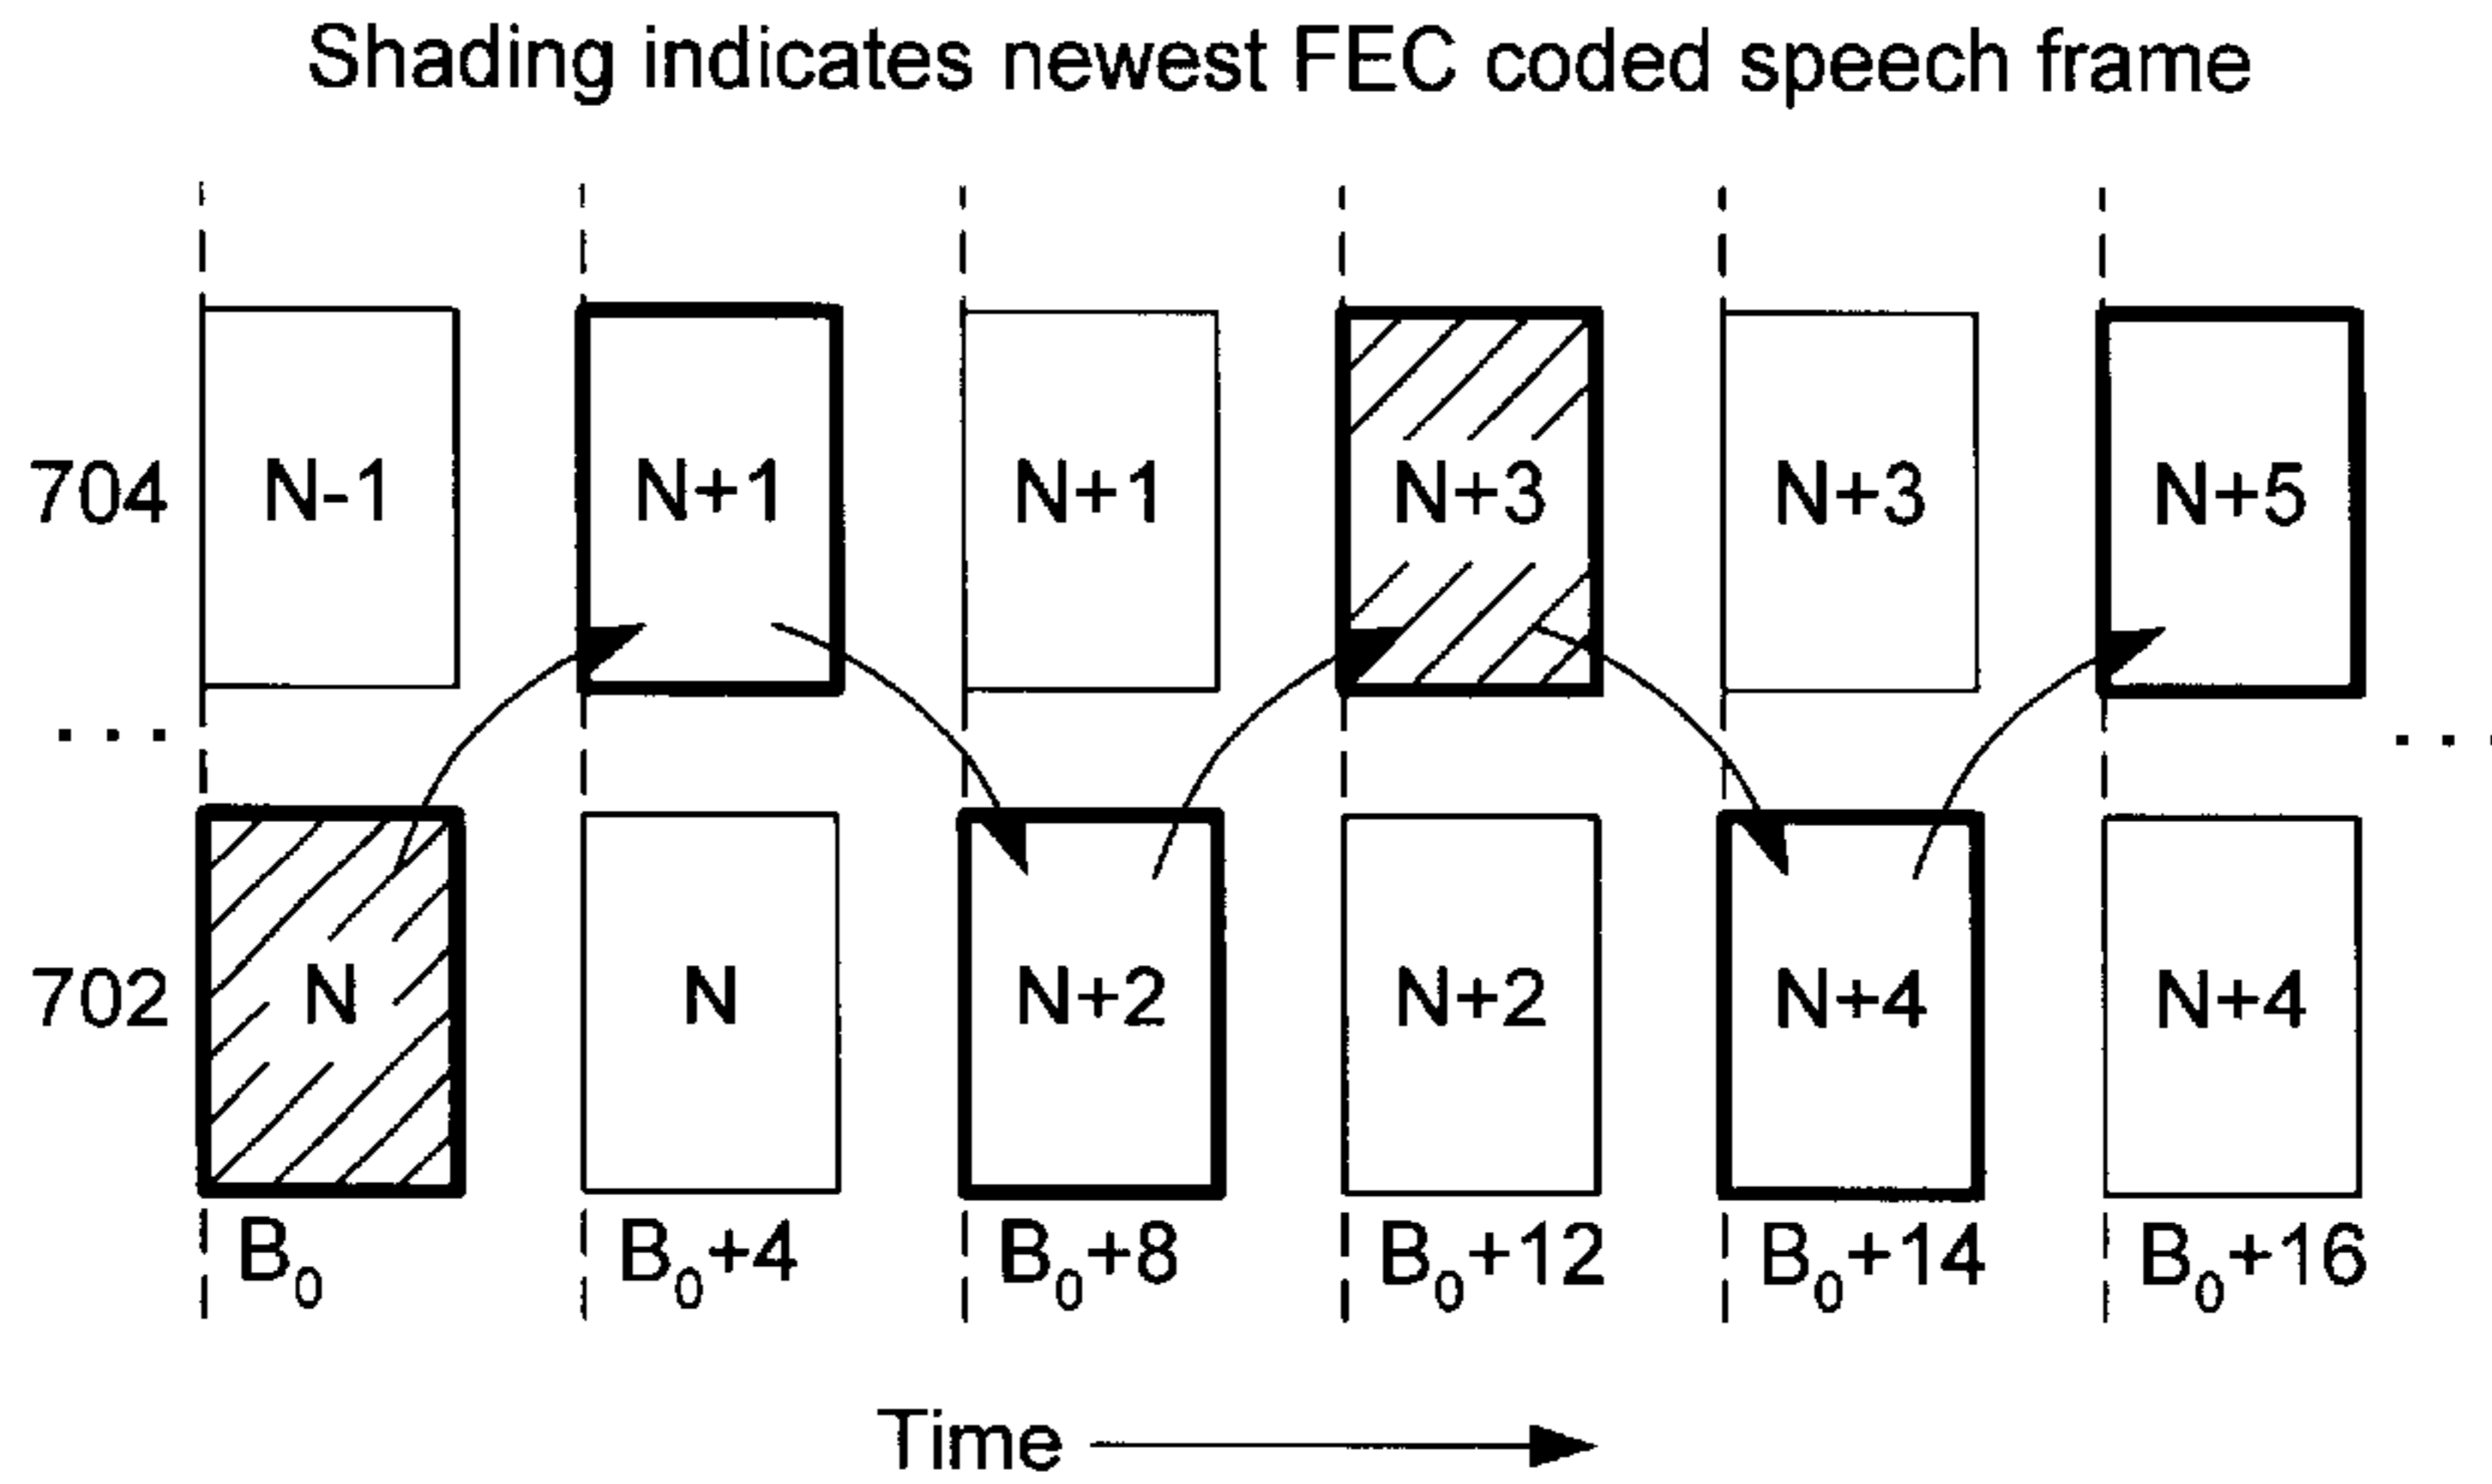 Shading indicates newest FEC coded speech frame
704 N-1 N+1 N+1 N+3 N+3 N+5
. . . . . .
702 N N N+2 N+2 N+4 N+4
B0 B0+4 B0+8 B0+12 B0+14 B0+16
Time